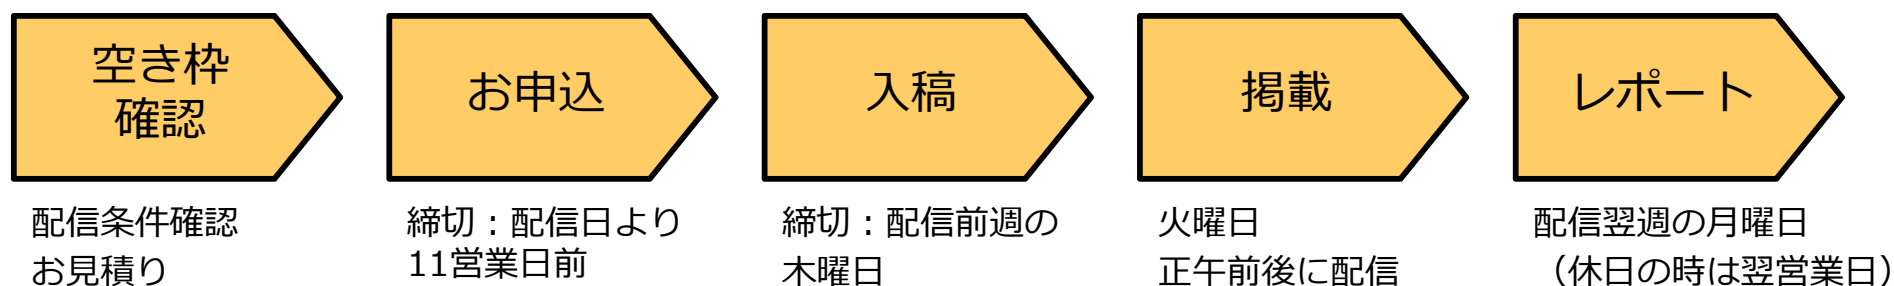 空き枠
確認
お申込
入稿
掲載
レポート
配信条件確認
お見積り
締切：配信日より
11営業日前
締切：配信前週の
木曜日
火曜日
正午前後に配信
配信翌週の月曜日
（休日の時は翌営業日）